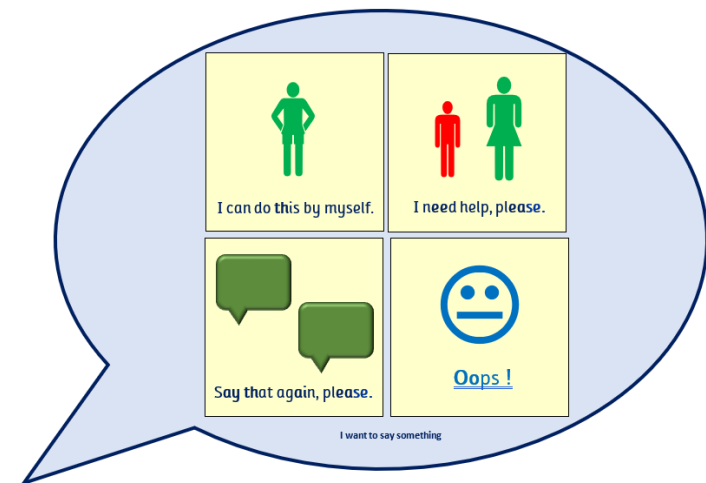 I can do this by myself.
I need help, please.
Say that again, please.
Oops !
I want to say something